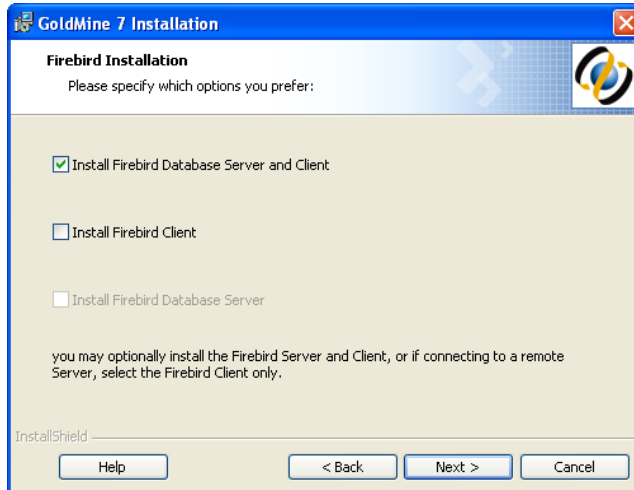 GoldMine 7 Installation
Firebird Installation
Please specify which options you prefer:
Install Firebird Database Server and Client
Install Firebird Client
Install Firebird Database Server
you may optionally install the Firebird Server and Client, or if connecting to a remote
Server, select the Firebird Client only.
InstallShield
Help
< Back
Next >
Cancel